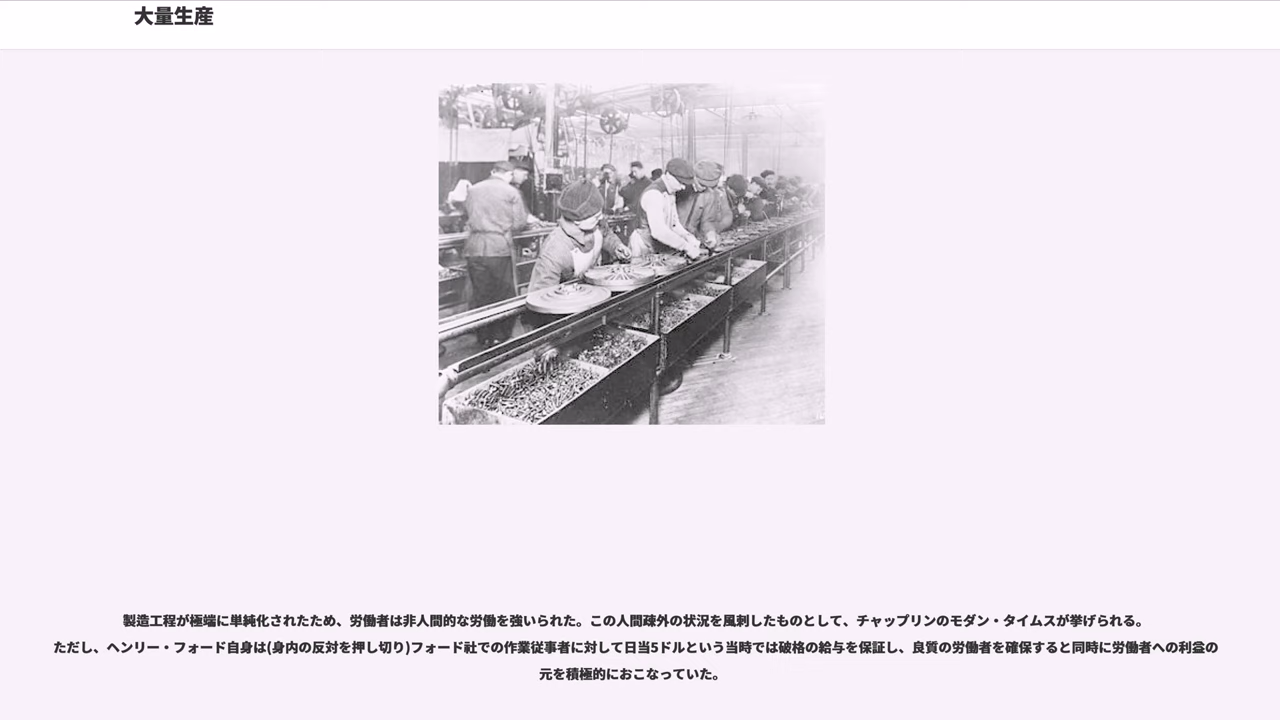 大量生産
製造工程が極端に単純化されたため、労働者は非人間的な労働を強いられた。この人間疎外の状況を風刺したものとして、チャップリンのモダン・タイムスが挙げられる。
ただし、ヘンリー・フォード自身は(身内の反対を押し切り)フォード社での作業従事者に対して日当5ドルという当時では破格の給与を保証し、良質の労働者を確保すると同時に労働者への利益の
元を積極的におこなっていた。